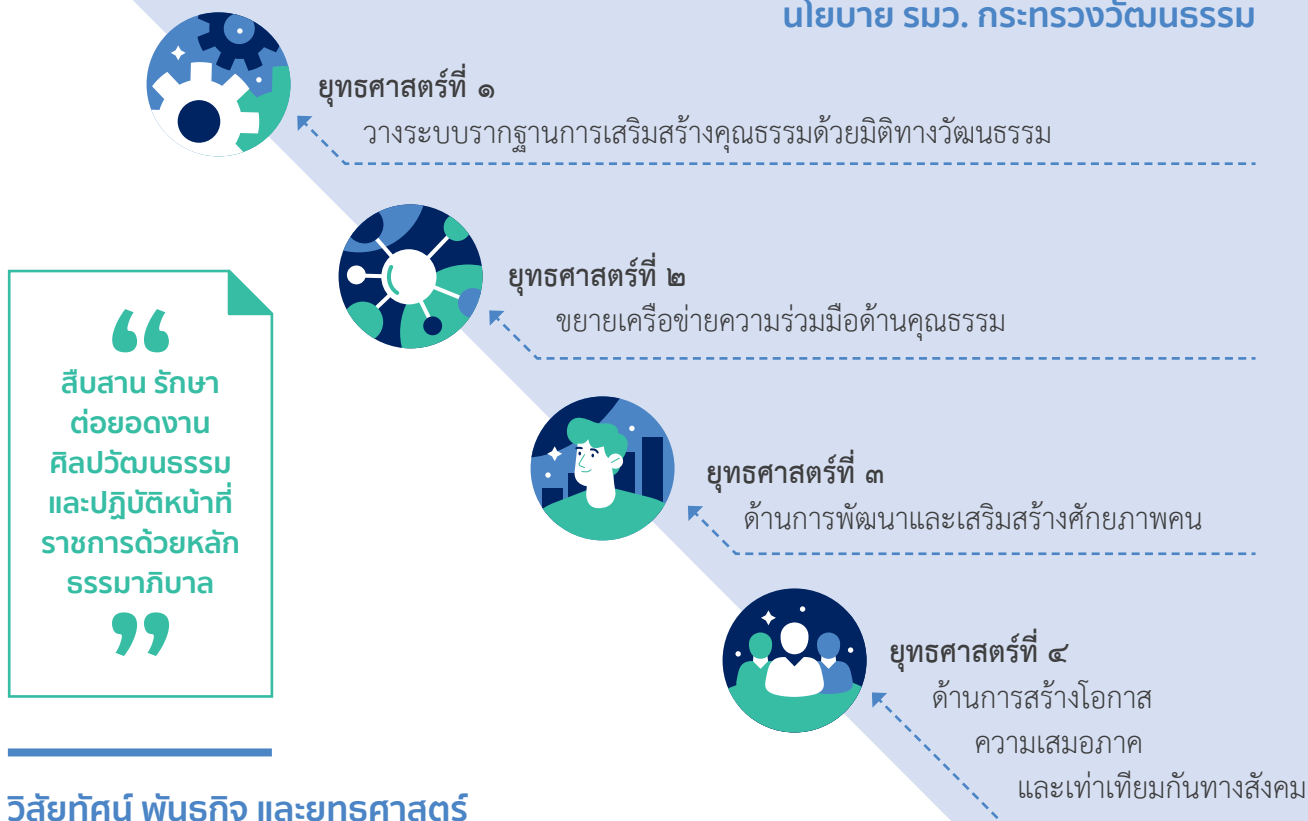 นโยบาย รมว. กระทรวงวัฒนธรรม
ยุทธศาสตร์ที่ ๑
วางระบบรากฐานการเสริมสร้างคุณธรรมด้วยมิติทางวัฒนธรรม
ยุทธศาสตร์ที่ ๒
ขยายเครือข่ายความร่วมมือด้านคุณธรรม
ยุทธศาสตร์ที่ ๓
ด้านการพัฒนาและเสริมสร้างศักยภาพคน
ยุทธศาสตร์ที่ ๔
ด้านการสร้างโอกาส
ความเสมอภาค
และเท่าเทียมกันทางสังคม
“
สืบสาน รักษา
ต่อยอดงาน
ศิลปวัฒนธรรม
และปฏิบัติหน้าที่
ราชการด้วยหลัก
ธรรมาภิบาล
”
วิสัยทัศน์ พันธกิจ และยุทธศาสตร์